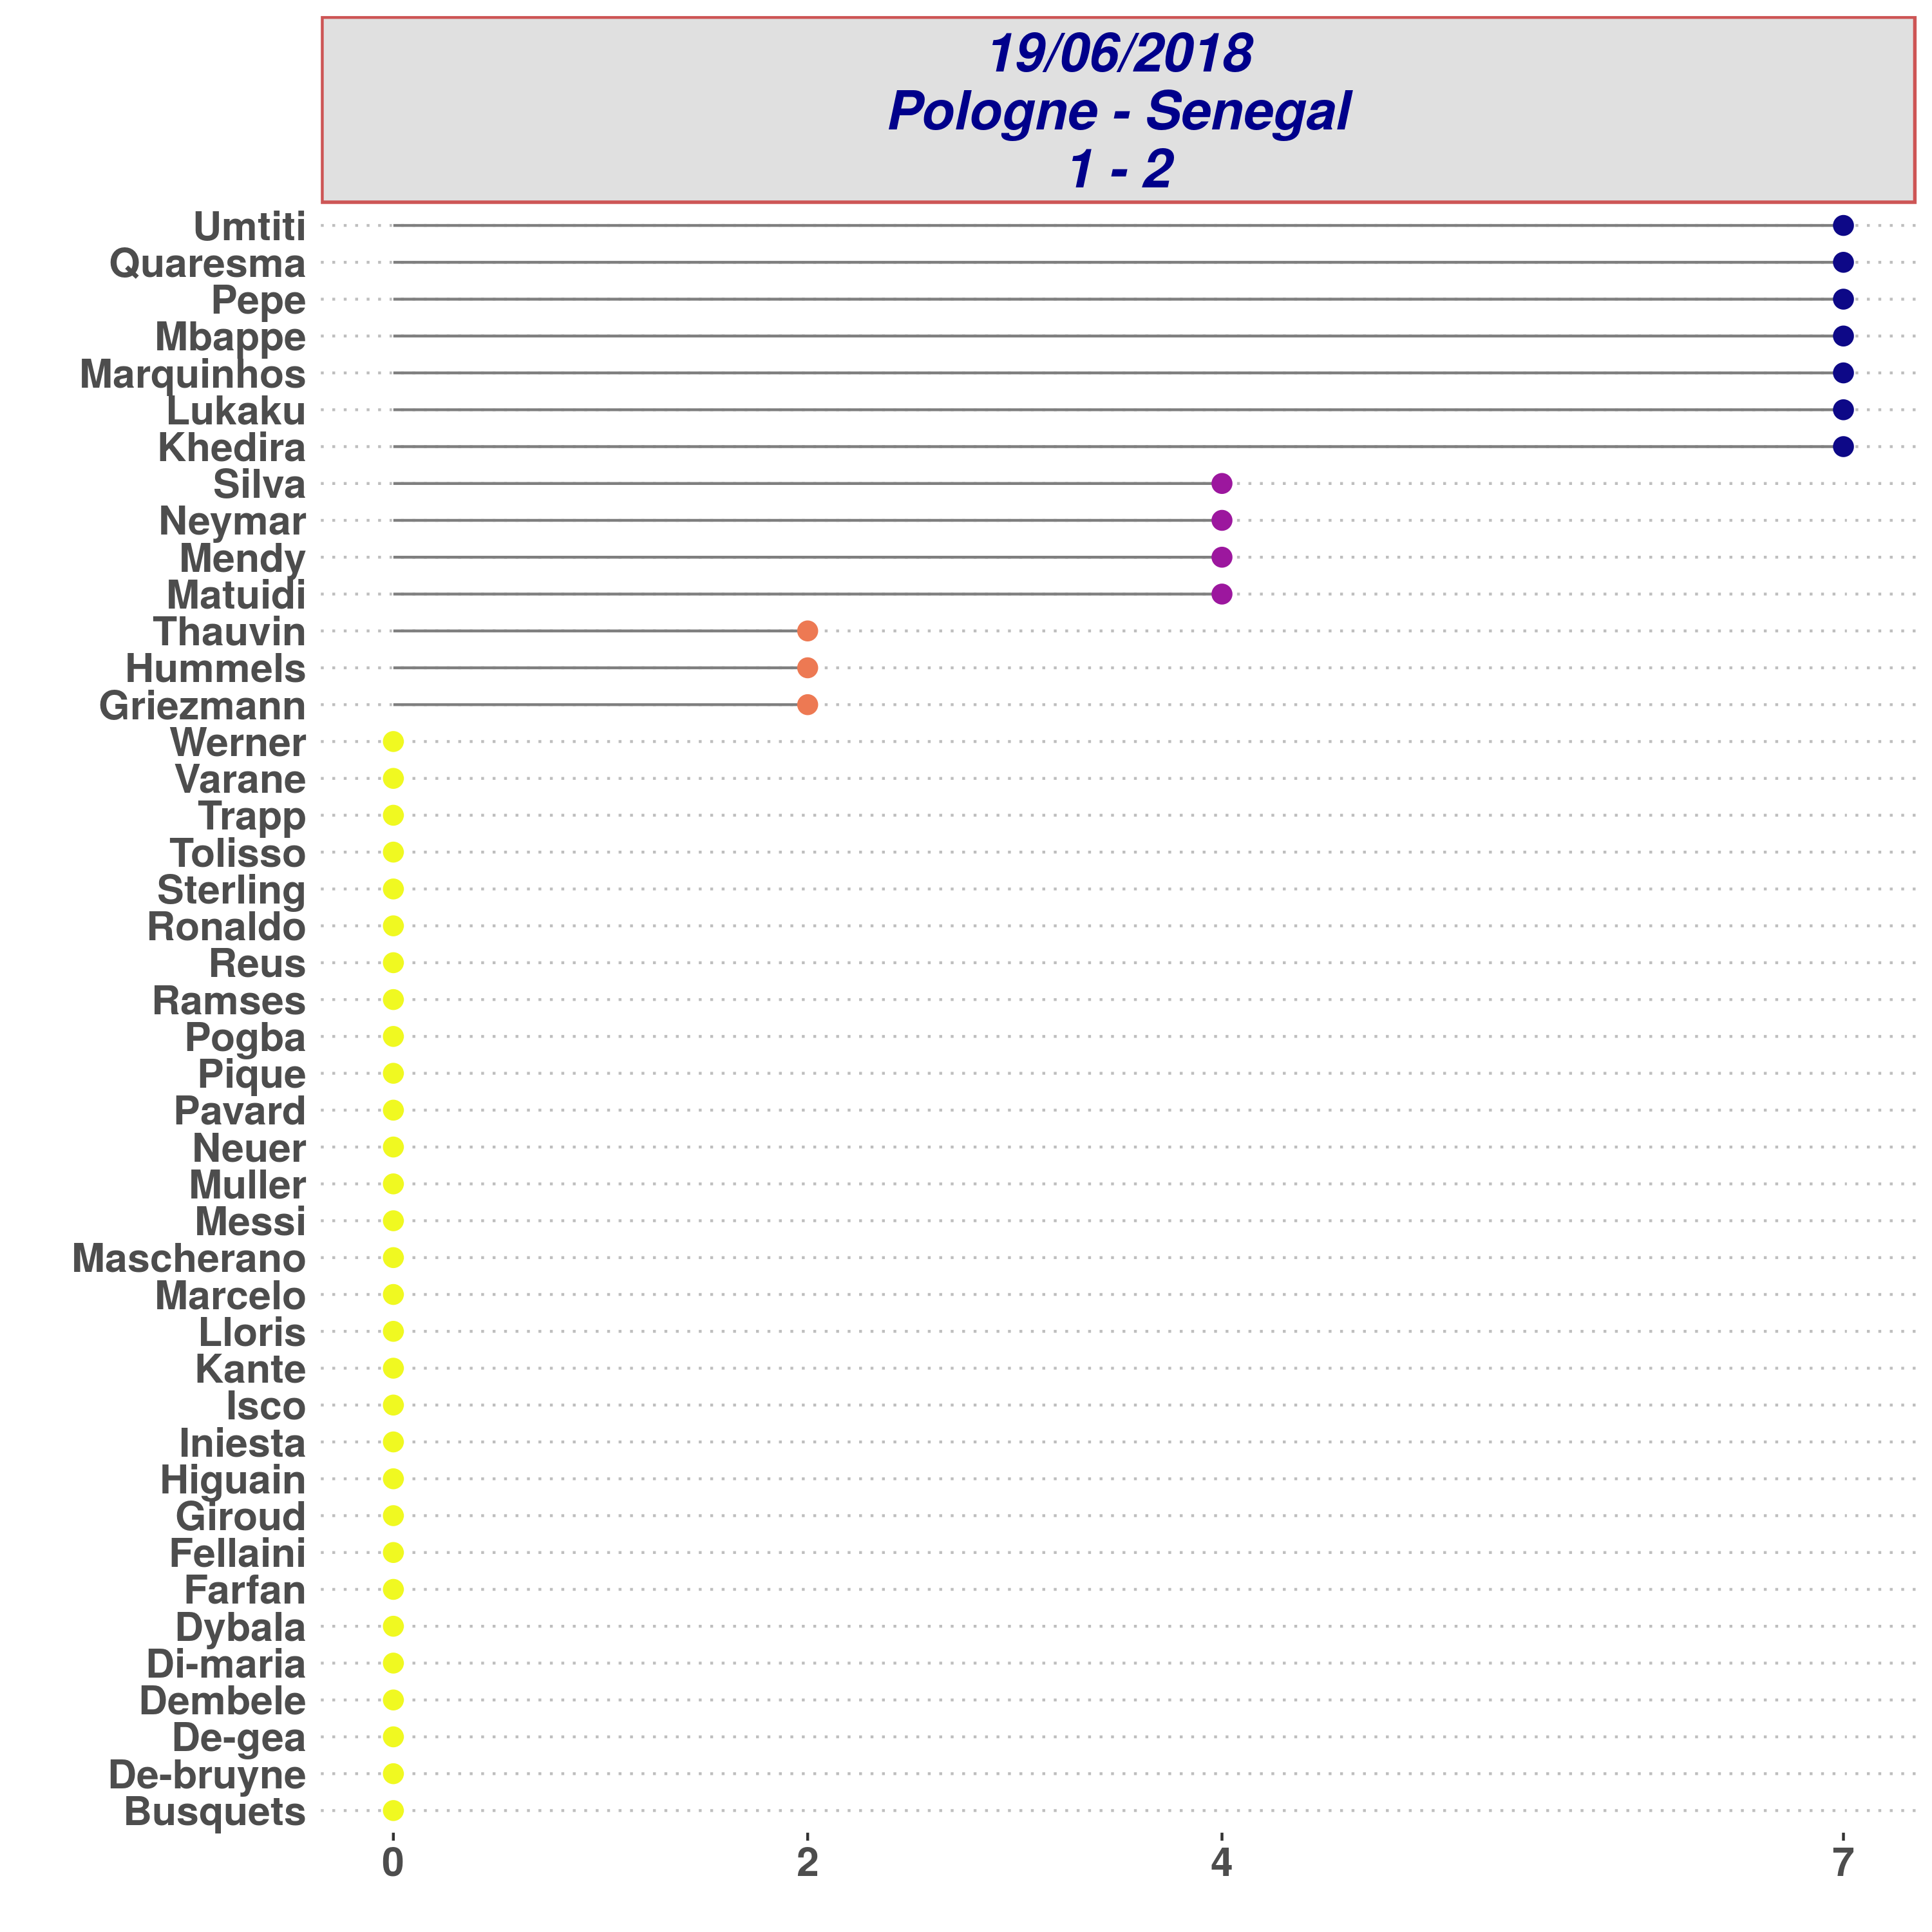 19/06/2018
Pologne - Senegal
1 - 2
Umtiti
Quaresma
Pepe
Mbappe
Marquinhos
Lukaku
Khedira
Silva
Neymar
Mendy
Matuidi
Thauvin
Hummels
Griezmann
Werner
Varane
Trapp
Tolisso
Sterling
Ronaldo
Reus
Ramses
Pogba
Pique
Pavard
Neuer
Muller
Messi
Mascherano
Marcelo
Lloris
Kante
Isco
Iniesta
Higuain
Giroud
Fellaini
Farfan
Dybala
Di-maria
Dembele
De-gea
De-bruyne
Busquets
0 2 4 7